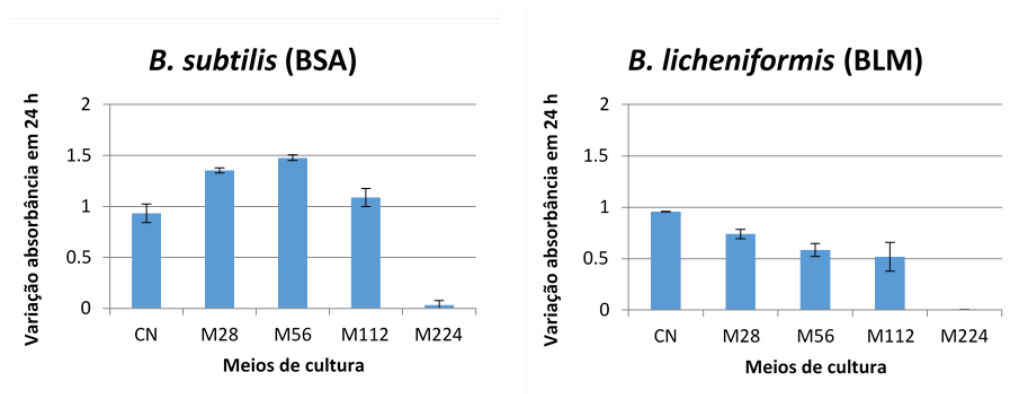 B. subtilis (BSA)
Variação absorbância em 24 h
2
1.5
1
0.5
0
CN M28 M56 M112 M224
Meios de cultura
B. licheniformis (BLM)
Variação absorbância em 24 h
2
1.5
1
0.5
0
CN M28 M56 M112 M224
Meios de cultura